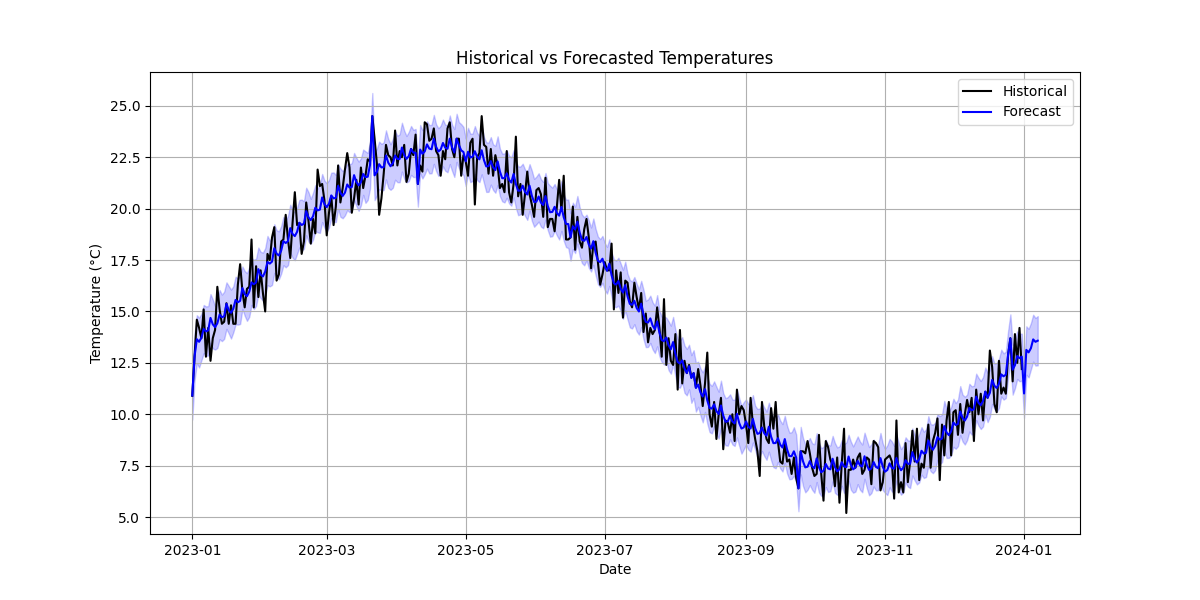 Historical vs Forecasted Temperatures
Historical
Forecast
Temperature (°C)
25.0
22.5
20.0
17.5
15.0
12.5
10.0
7.5
5.0
2023-01 2023-03 2023-05 2023-07 2023-09 2023-11 2024-01
Date